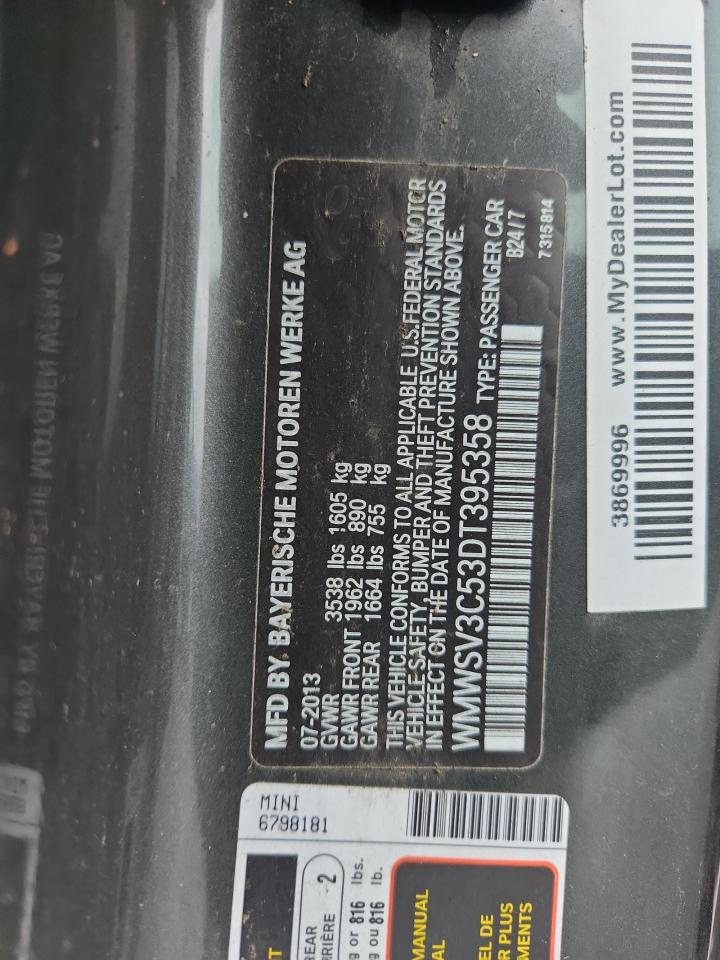 MFD BY BAYERISCHE MOTOREN WERKE AG
07-2013
GVWR 3538 lbs 1605 kg
GAWR FRONT 1962 lbs 890 kg
GAWR REAR 1664 lbs 755 kg
THIS VEHICLE CONFORMS TO ALL APPLICABLE U.S. FEDERAL MOTOR
VEHICLE SAFETY, BUMPER AND THEFT PREVENTION STANDARDS
IN EFFECT ON THE DATE OF MANUFACTURE SHOWN ABOVE.
WMWSV3C53DT395358 TYPE: PASSENGER CAR
B24/7
7315814
3869996 www.MyDealerLot.com
MINI
6798181
REAR 2
g or 816 lbs.
g ou 816 lb.
MANUAL
EL DE
R PLUS